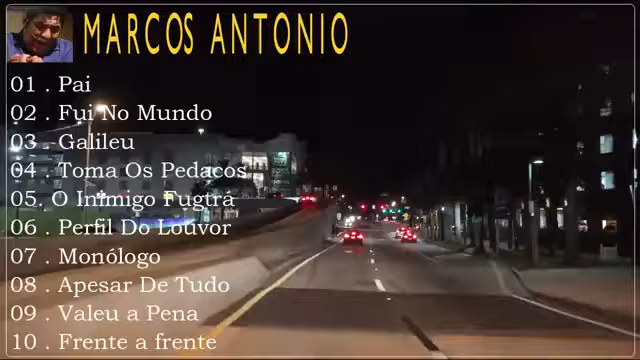 MARCOS ANTONIO
01 . Pai
02 . Fui No Mundo
03 . Galileu
04 . Toma Os Pedacos
05. O Inimigo Fugtrá
06 . Perfil Do Louvor
07 . Monólogo
08 . Apesar De Tudo
09 . Valeu a Pena
10 . Frente a frente